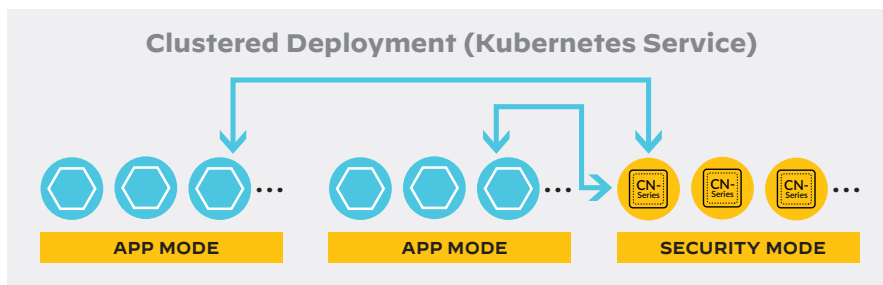 Clustered Deployment (Kubernetes Service)
...
...
CN-
Series
CN-
Series
CN-
Series
...
APP MODE
APP MODE
SECURITY MODE